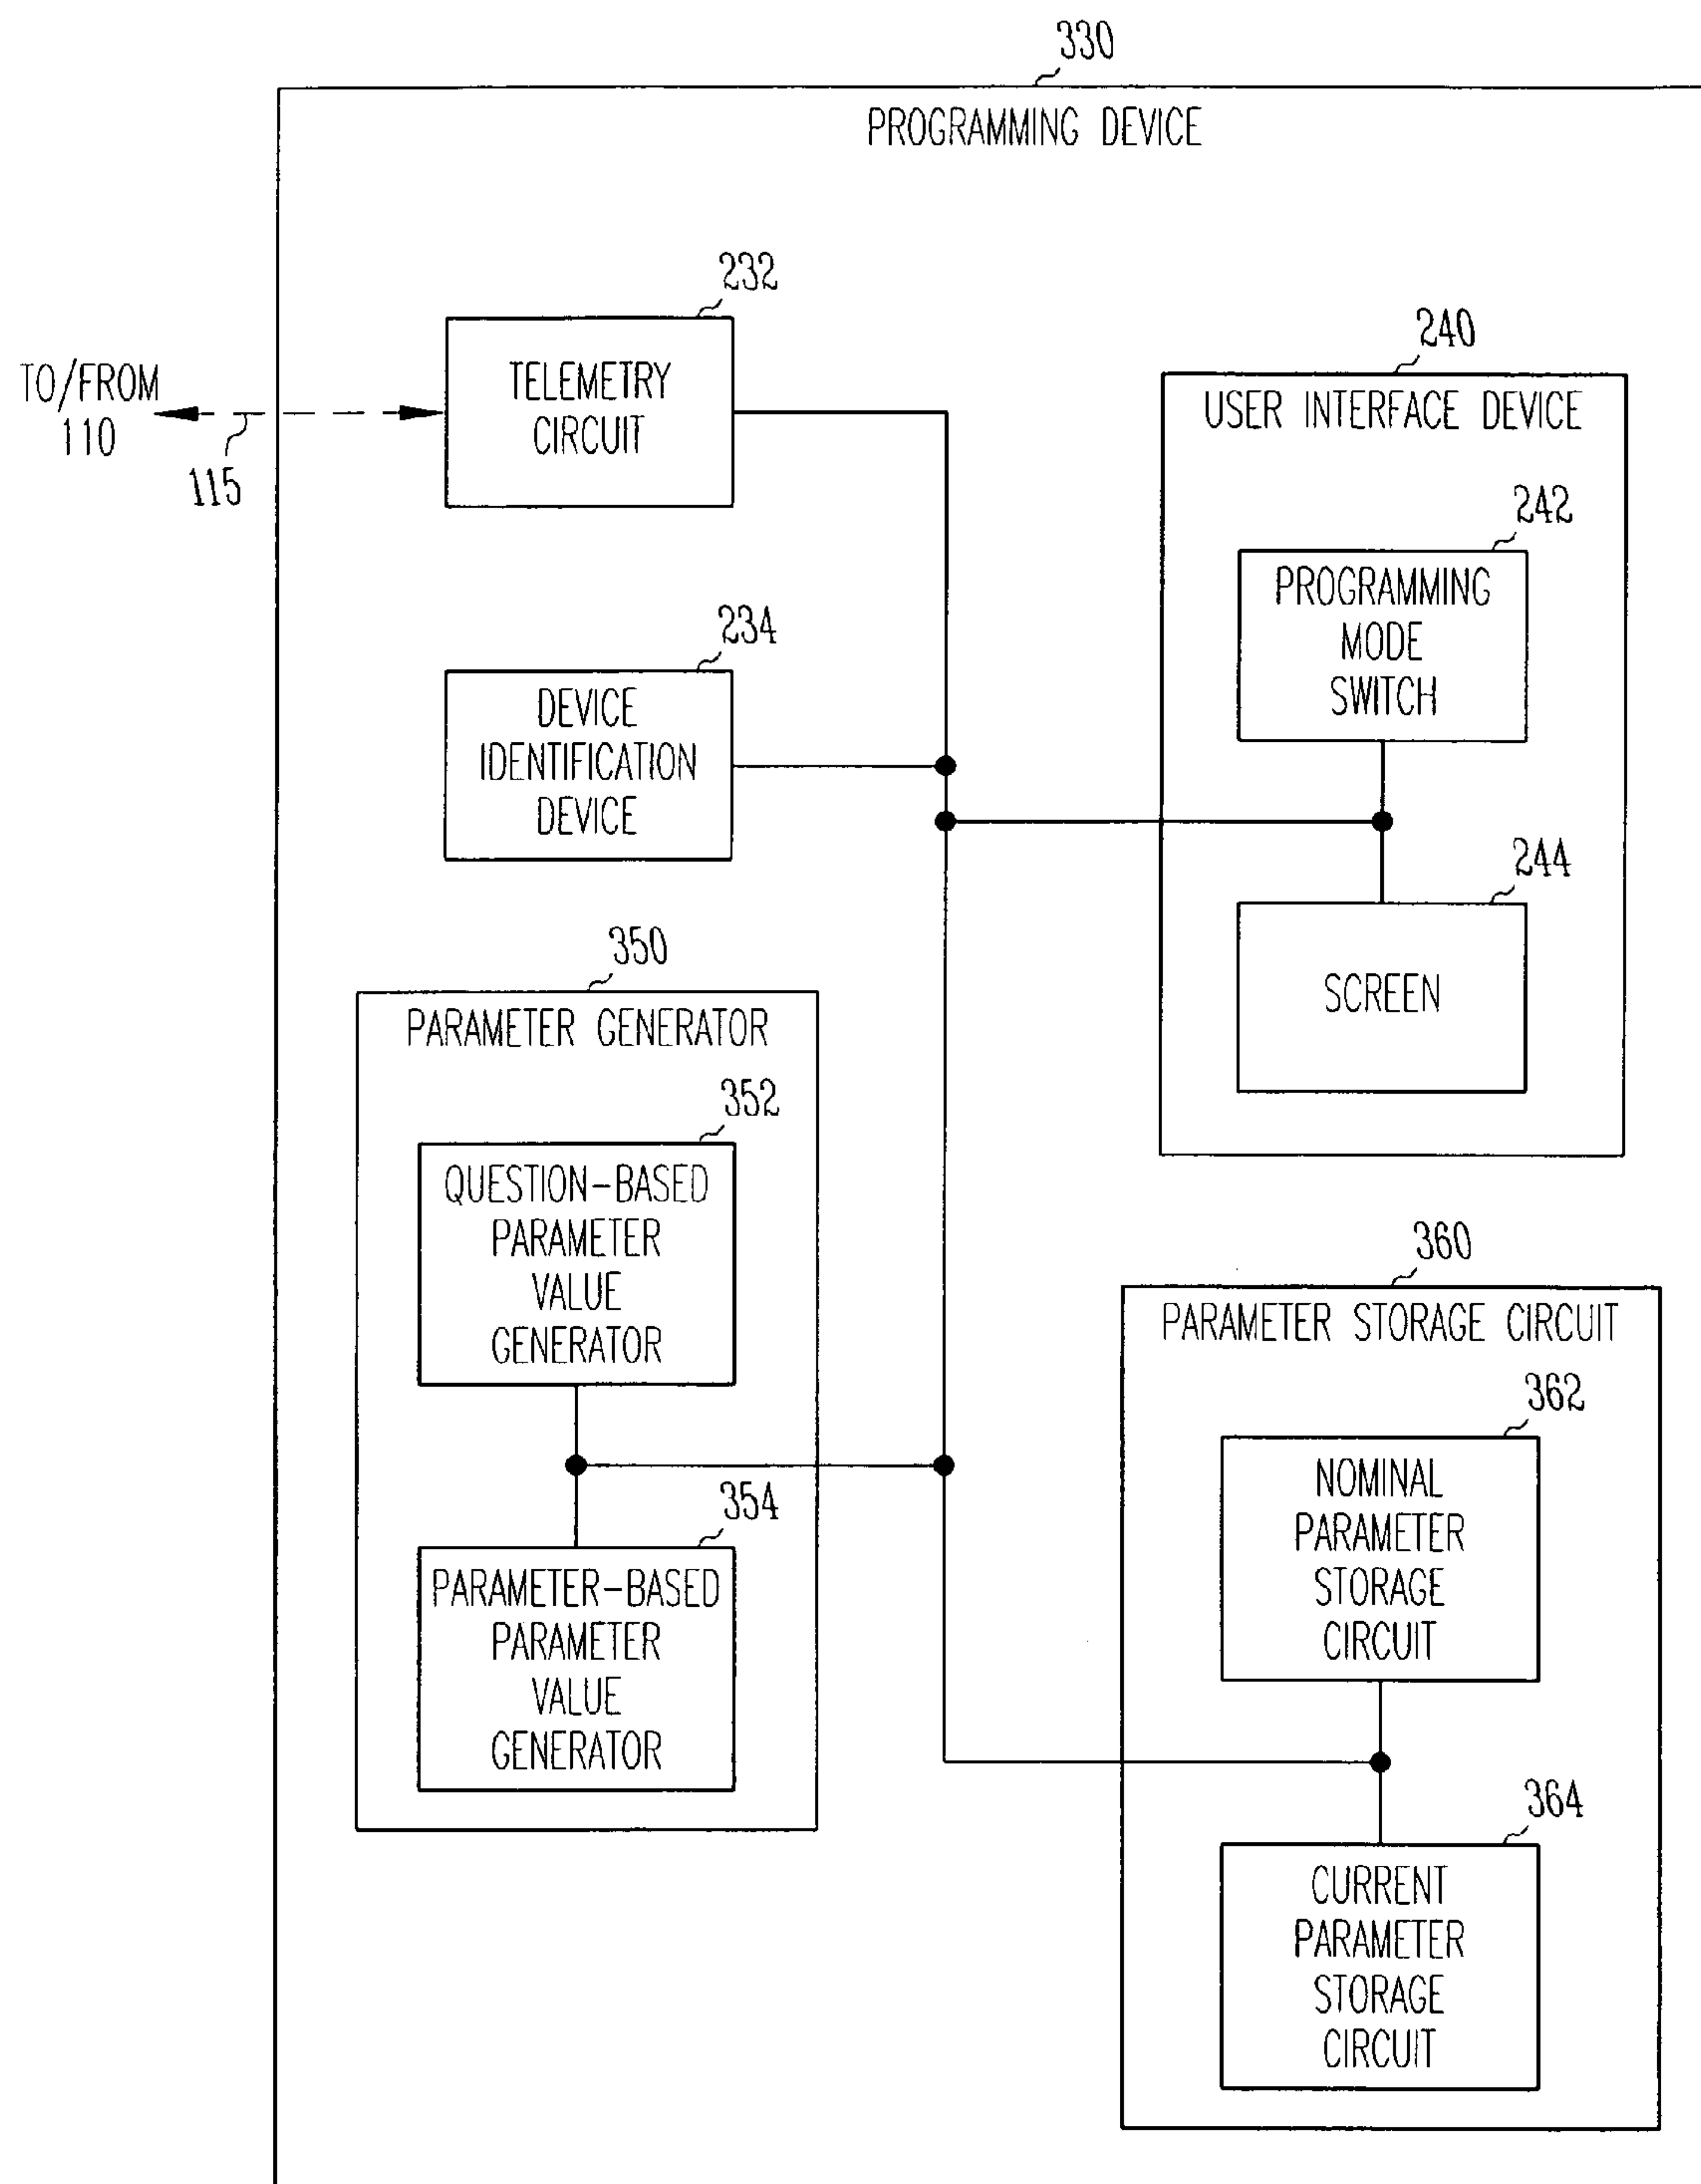 330
PROGRAMMING DEVICE
232
TELEMETRY
CIRCUIT
TO/FROM
110
115
234
DEVICE
IDENTIFICATION
DEVICE
240
USER INTERFACE DEVICE
242
PROGRAMMING
MODE
SWITCH
244
SCREEN
350
PARAMETER GENERATOR
352
QUESTION-BASED
PARAMETER
VALUE
GENERATOR
354
PARAMETER-BASED
PARAMETER
VALUE
GENERATOR
360
PARAMETER STORAGE CIRCUIT
362
NOMINAL
PARAMETER
STORAGE
CIRCUIT
364
CURRENT
PARAMETER
STORAGE
CIRCUIT